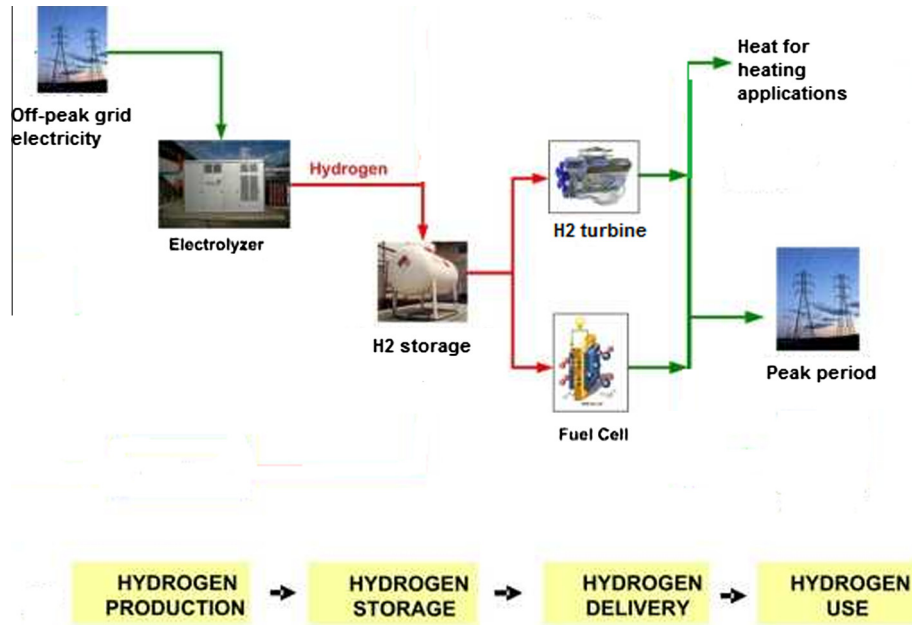 Off-peak grid
electricity
Electrolyzer
Hydrogen
H2 storage
H2 turbine
Fuel Cell
Heat for
heating
applications
Peak period
HYDROGEN
PRODUCTION
HYDROGEN
STORAGE
HYDROGEN
DELIVERY
HYDROGEN
USE